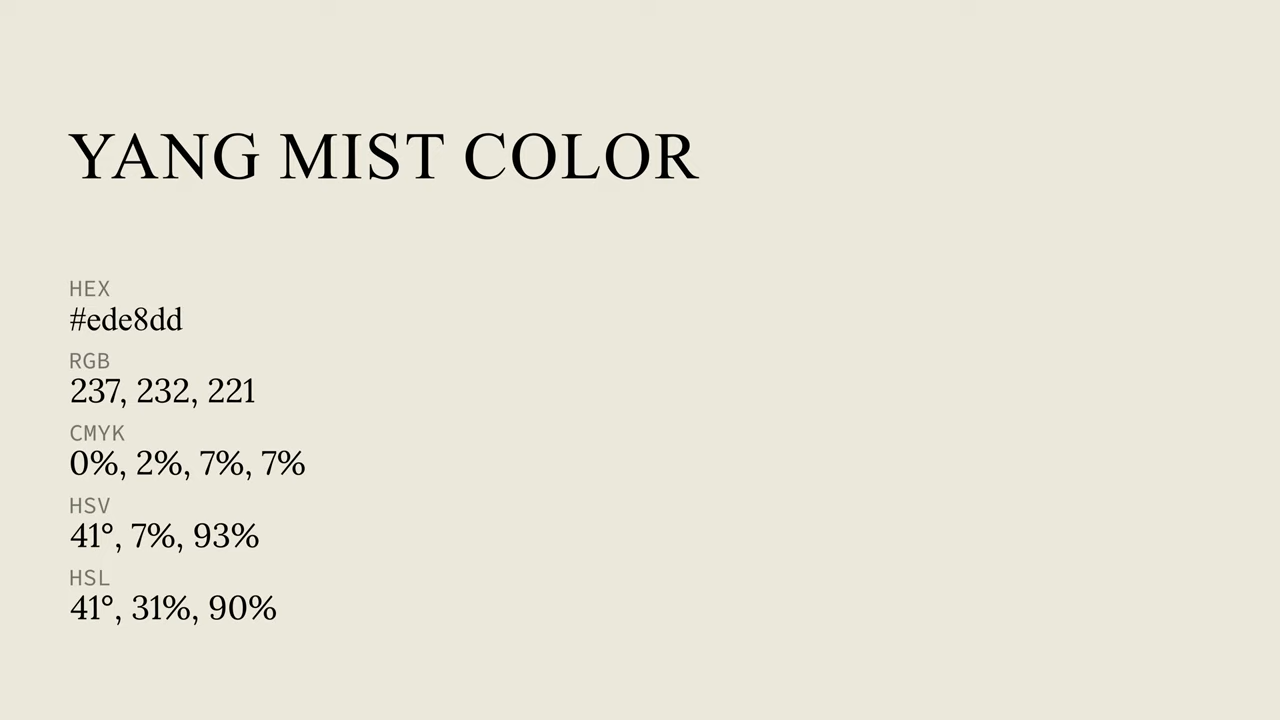 YANG MIST COLOR
HEX
#ede8dd
RGB
237, 232, 221
CMYK
0%, 2%, 7%, 7%
HSV
41°, 7%, 93%
HSL
41°, 31%, 90%